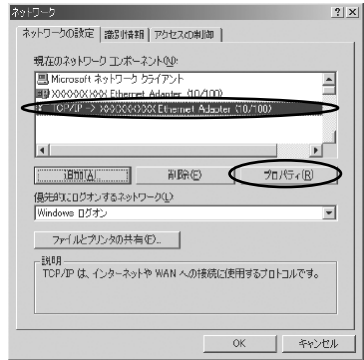 ネットワーク
ネットワークの設定 識別情報 アクセスの制御
現在のネットワーク コンポーネント(N):
Microsoft ネットワーク クライアント
XXXXXXXXX Ethernet Adapter (10/100)
TCP/IP -> XXXXXXXXX Ethernet Adapter (10/100)
追加(A)... 削除(E) プロパティ(R)
優先的にログオンするネットワーク(L):
Windows ログオン
ファイルとプリンタの共有(F)...
説明
TCP/IP は、インターネットや WAN への接続に使用するプロトコルです。
OK キャンセル